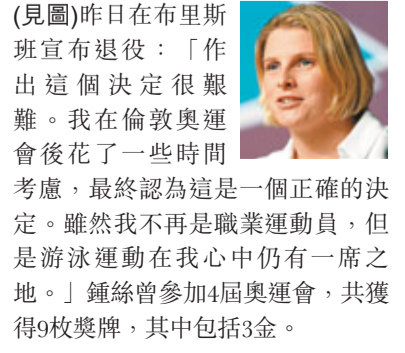 (見圖)昨日在布里斯
班宣布退役：「作
出這個決定很艱
難。我在倫敦奧運
會後花了一些時間
考慮，最終認為這是一個正確的決
定。雖然我不再是職業運動員，但
是游泳運動在我心中仍有一席之
地。」鍾絲曾參加4屆奧運會，共獲
得9枚獎牌，其中包括3金。